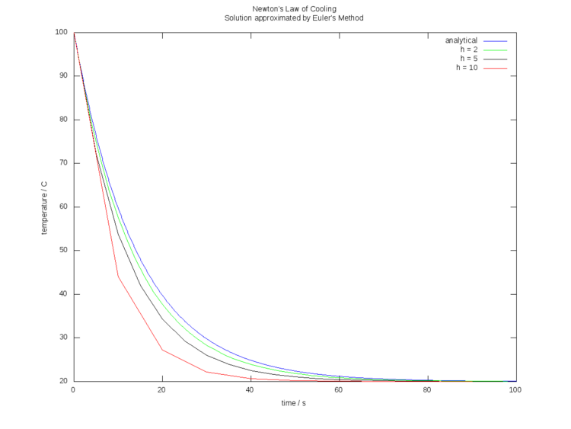 Newton's Law of Cooling
Solution approximated by Euler's Method
analytical
h = 2
h = 5
h = 10
temperature / C
100
90
80
70
60
50
40
30
20
0
20
40
60
80
100
time / s